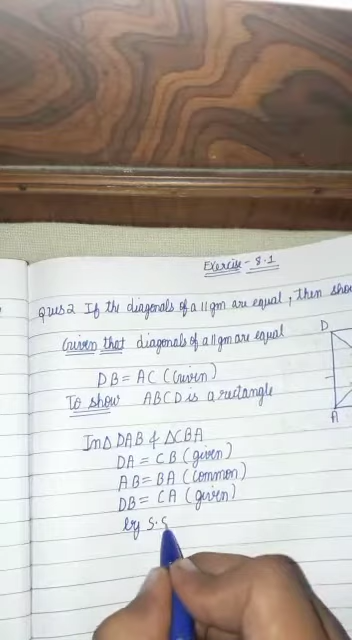 Exercise - 8.1
Ques 2 If the diagonals of a ||gm are equal, then show
Given that diagonals of a ||gm are equal
D
DB = AC (Given)
To show ABCD is a rectangle
A
In Δ DAB & ΔCBA
DA = CB (given)
AB = BA (common)
DB = CA (given)
by S.S